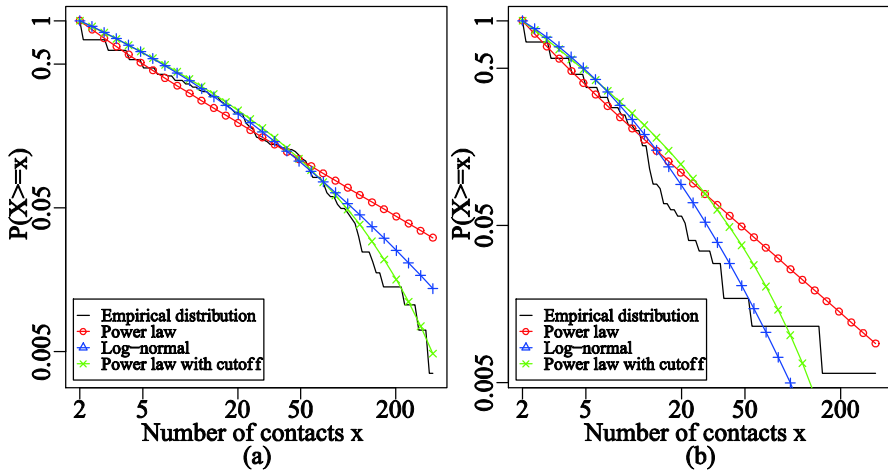 P(X>=x)
1
0.5
0.05
0.005
Empirical distribution
Power law
Log−normal
Power law with cutoff
2 5 20 50 200
Number of contacts x
(a)
P(X>=x)
1
0.5
0.05
0.005
Empirical distribution
Power law
Log−normal
Power law with cutoff
2 5 20 50 200
Number of contacts x
(b)